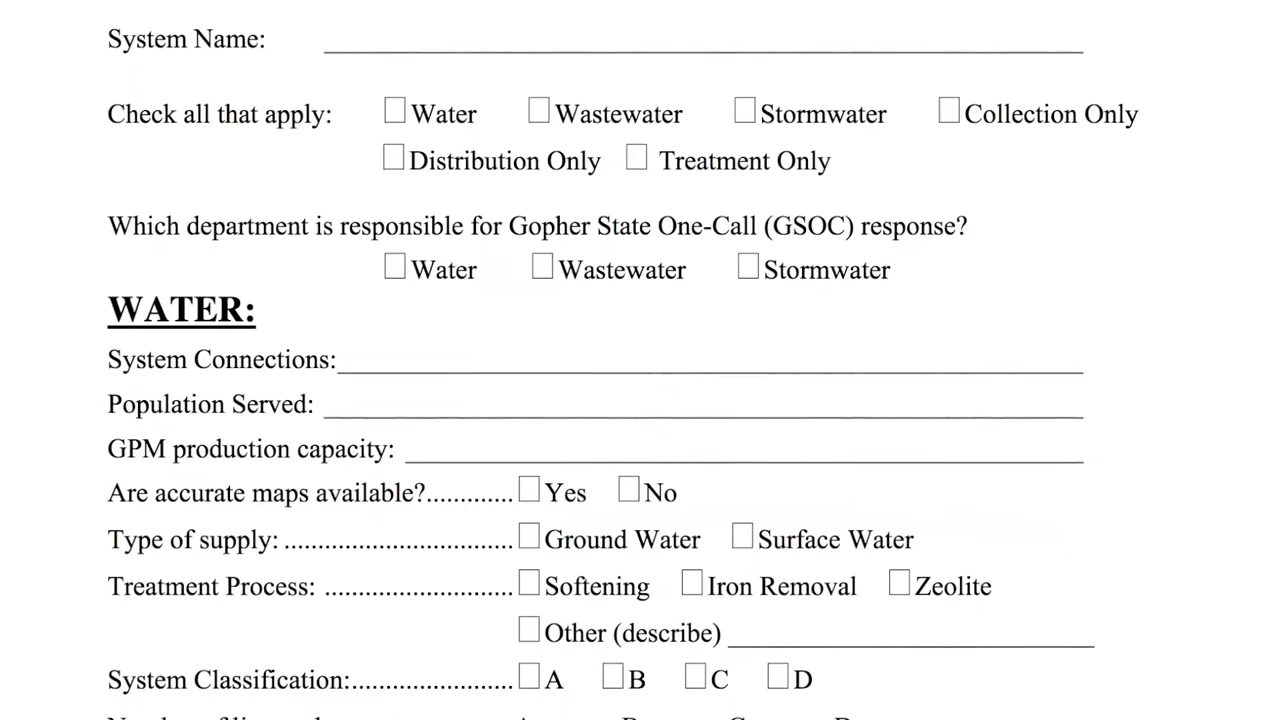 System Name:
Check all that apply: Water Wastewater Stormwater Collection Only
Distribution Only Treatment Only
Which department is responsible for Gopher State One-Call (GSOC) response?
Water Wastewater Stormwater
WATER:
System Connections:
Population Served:
GPM production capacity:
Are accurate maps available?............. Yes No
Type of supply: .................................. Ground Water Surface Water
Treatment Process: ............................ Softening Iron Removal Zeolite
Other (describe)
System Classification:........................ A B C D